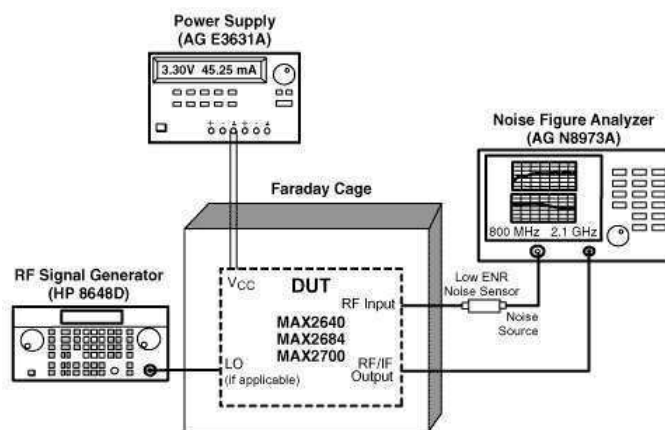 Power Supply
(AG E3631A)
3.30V 45.25 mA
Noise Figure Analyzer
(AG N8973A)
800 MHz 2.1 GHz
Faraday Cage
RF Signal Generator
(HP 8648D)
VCC
DUT
RF Input
Low ENR
Noise Sensor
Noise
Source
MAX2640
MAX2684
MAX2700
LO
(if applicable)
RF/IF
Output